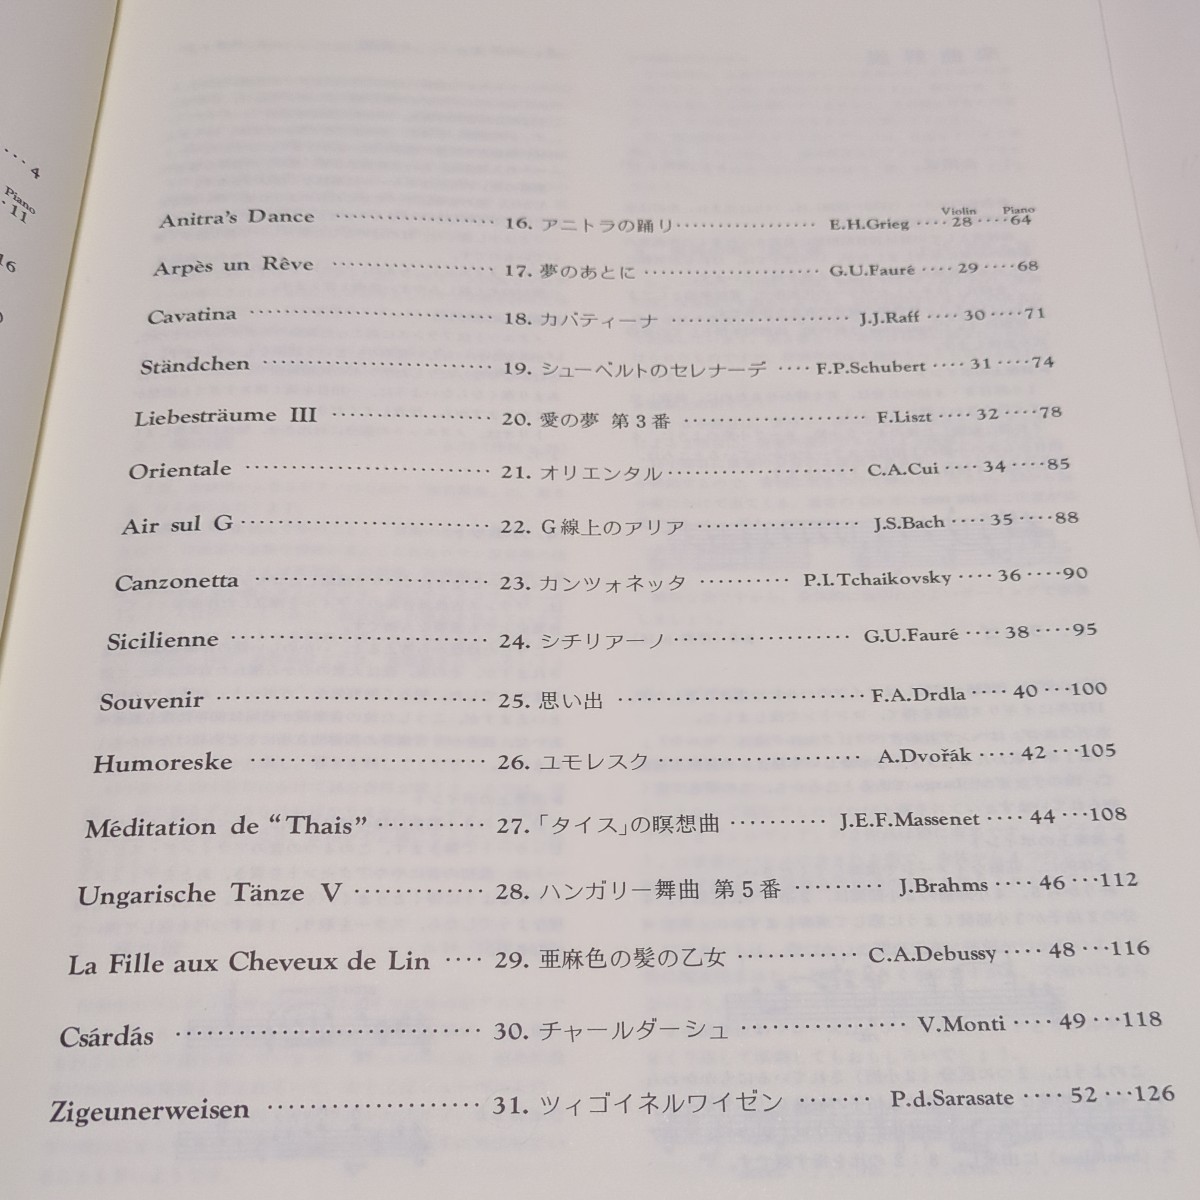 ···4
Piano
·11
16
Violin Piano
Anitra's Dance ·················· 16. アニトラの踊り················· E.H.Grieg ····28····64
Arpès un Rêve ·················· 17. 夢のあとに····················· G.U.Fauré ····29····68
Cavatina ···························· 18. カバティーナ ····················· J.J.Raff ····30····71
Ständchen ·························· 19. シューベルトのセレナーデ ····F.P.Schubert ····31····74
Liebesträume III ·················· 20. 愛の夢 第3番 ····················· F.Liszt ····32····78
Orientale ···························· 21. オリエンタル····················· C.A.Cui ····34····85
Air sul G···························· 22. G線上のアリア ·················· J.S.Bach ····35····88
Canzonetta ·························· 23. カンツォネッタ ·········· P.I.Tchaikovsky ····36····90
Sicilienne ···························· 24. シチリアーノ····················· G.U.Fauré ····38····95
Souvenir ···························· 25. 思い出 ···························· F.A.Drdla ····40···100
Humoreske ·························· 26. ユモレスク······················· A.Dvořák ····42···105
Méditation de “Thais” ··········· 27.「タイス」の瞑想曲 ·········· J.E.F.Massenet ····44···108
Ungarische Tänze V ············· 28. ハンガリー舞曲 第5番 ········· J.Brahms ····46···112
La Fille aux Cheveux de Lin ···· 29. 亜麻色の髪の乙女 ············ C.A.Debussy ····48···116
Csárdás ····························· 30. チャールダーシュ ················ V.Monti ····49···118
Zigeunerweisen ···················· 31. ツィゴイネルワイゼン ······· P.d.Sarasate ····52···126